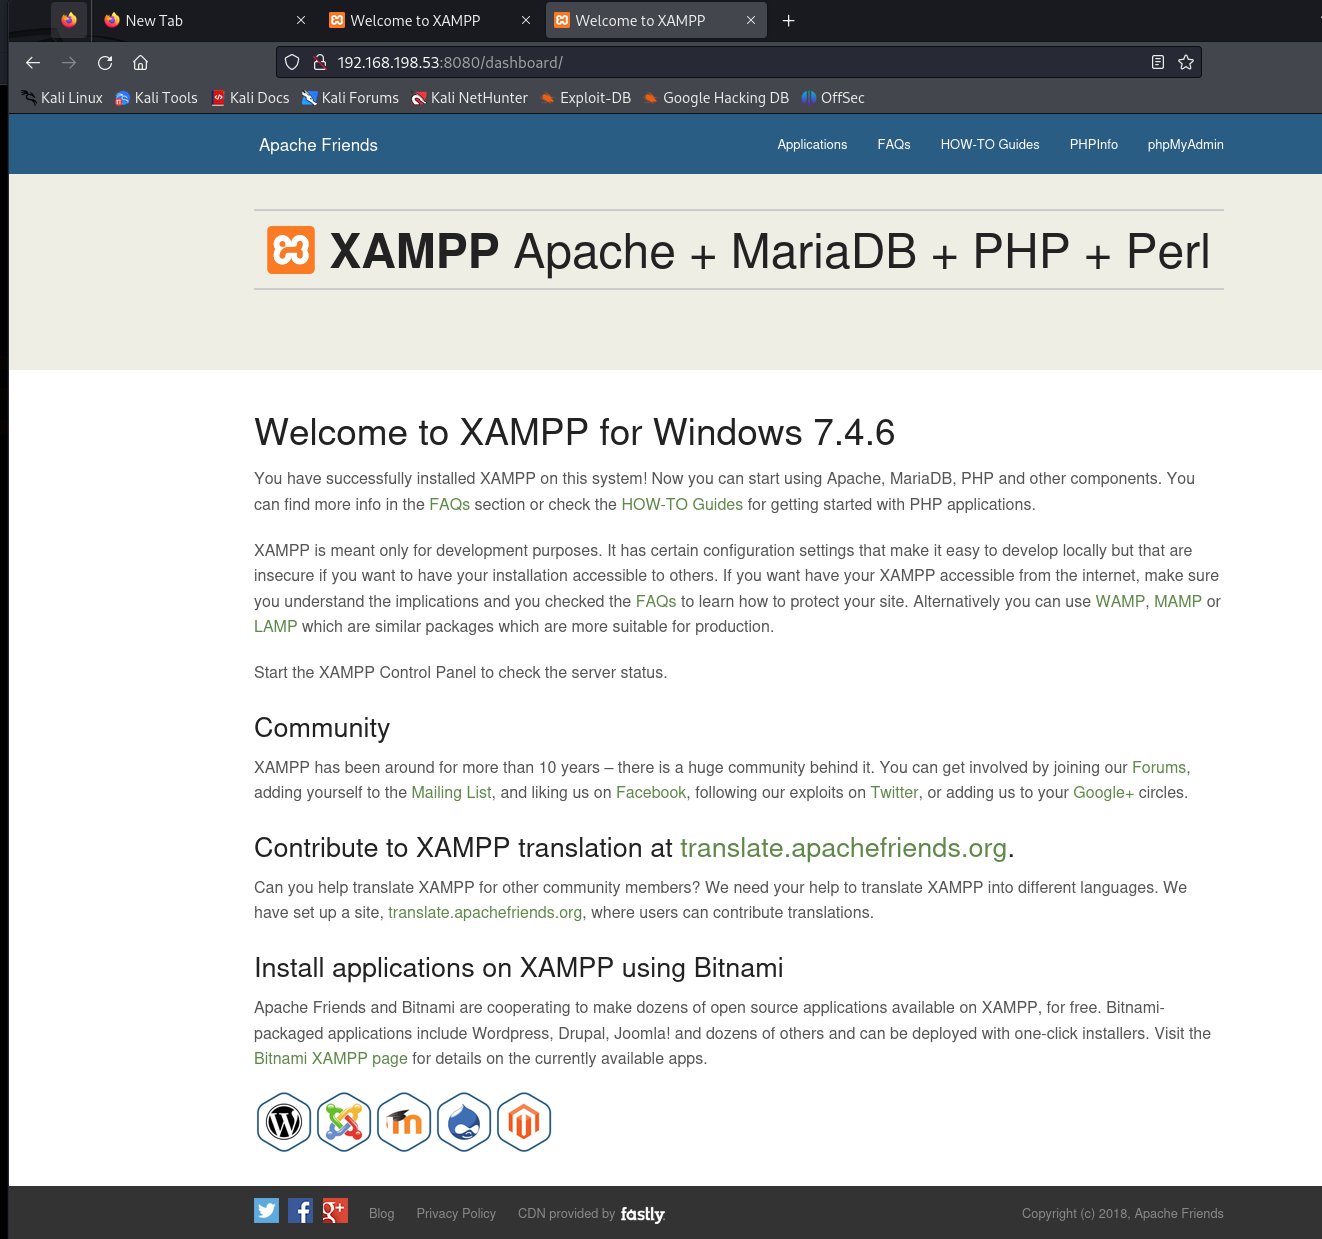 New Tab
Welcome to XAMPP
Welcome to XAMPP
192.168.198.53:8080/dashboard/
Kali Linux Kali Tools Kali Docs Kali Forums Kali NetHunter Exploit-DB Google Hacking DB OffSec
Apache Friends
Applications FAQs HOW-TO Guides PHPInfo phpMyAdmin
XAMPP Apache + MariaDB + PHP + Perl
Welcome to XAMPP for Windows 7.4.6
You have successfully installed XAMPP on this system! Now you can start using Apache, MariaDB, PHP and other components. You
can find more info in the FAQs section or check the HOW-TO Guides for getting started with PHP applications.
XAMPP is meant only for development purposes. It has certain configuration settings that make it easy to develop locally but that are
insecure if you want to have your installation accessible to others. If you want have your XAMPP accessible from the internet, make sure
you understand the implications and you checked the FAQs to learn how to protect your site. Alternatively you can use WAMP, MAMP or
LAMP which are similar packages which are more suitable for production.
Start the XAMPP Control Panel to check the server status.
Community
XAMPP has been around for more than 10 years – there is a huge community behind it. You can get involved by joining our Forums,
adding yourself to the Mailing List, and liking us on Facebook, following our exploits on Twitter, or adding us to your Google+ circles.
Contribute to XAMPP translation at translate.apachefriends.org.
Can you help translate XAMPP for other community members? We need your help to translate XAMPP into different languages. We
have set up a site, translate.apachefriends.org, where users can contribute translations.
Install applications on XAMPP using Bitnami
Apache Friends and Bitnami are cooperating to make dozens of open source applications available on XAMPP, for free. Bitnami-
packaged applications include Wordpress, Drupal, Joomla! and dozens of others and can be deployed with one-click installers. Visit the
Bitnami XAMPP page for details on the currently available apps.
Blog Privacy Policy CDN provided by fastly
Copyright (c) 2018, Apache Friends